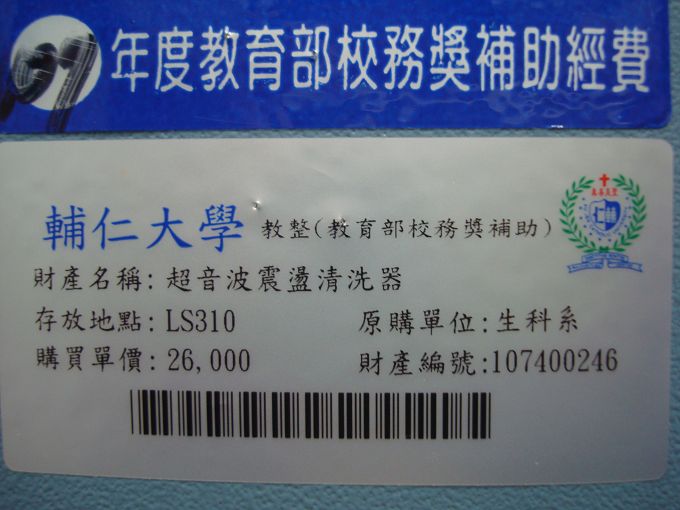 97年度教育部校務獎補助經費
輔仁大學 教整(教育部校務獎補助)
財產名稱: 超音波震盪清洗器
存放地點: LS310 原購單位:生科系
購買單價: 26,000 財產編號:107400246